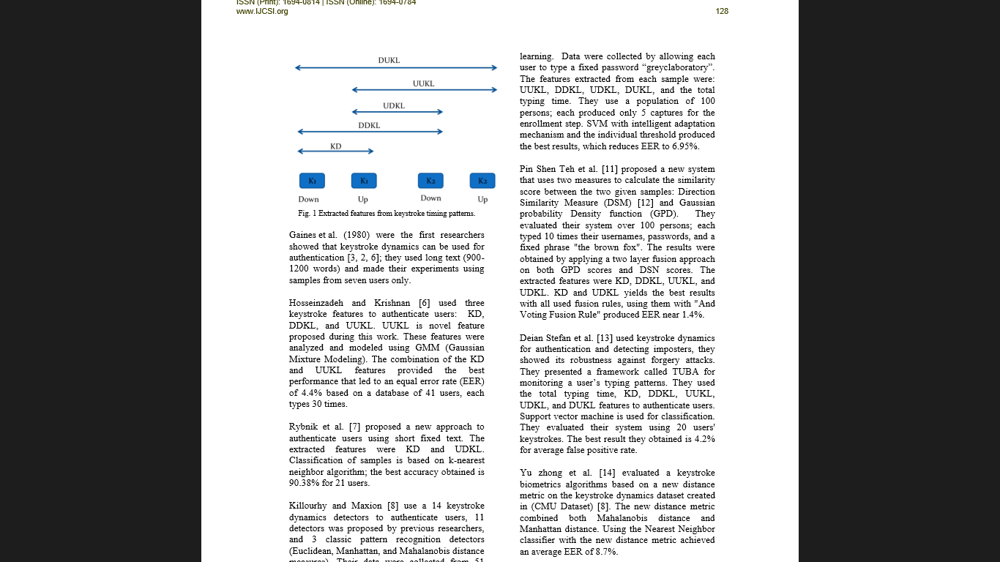 ISSN (Print): 1694-0814 | ISSN (Online): 1694-0784
www.IJCSI.org
128
DUKL
UUKL
UDKL
DDKL
KD
K1
K1
K2
K2
Down
Up
Down
Up
Fig. 1 Extracted features from keystroke timing patterns.
Gaines et al. (1980) were the first researchers
showed that keystroke dynamics can be used for
authentication [3, 2, 6]; they used long text (900-
1200 words) and made their experiments using
samples from seven users only.
Hosseinzadeh and Krishnan [6] used three
keystroke features to authenticate users: KD,
DDKL, and UUKL. UUKL is novel feature
proposed during this work. These features were
analyzed and modeled using GMM (Gaussian
Mixture Modeling). The combination of the KD
and UUKL features provided the best
performance that led to an equal error rate (EER)
of 4.4% based on a database of 41 users, each
types 30 times.
Rybnik et al. [7] proposed a new approach to
authenticate users using short fixed text. The
extracted features were KD and UDKL.
Classification of samples is based on k-nearest
neighbor algorithm; the best accuracy obtained is
90.38% for 21 users.
Killourhy and Maxion [8] use a 14 keystroke
dynamics detectors to authenticate users, 11
detectors was proposed by previous researchers,
and 3 classic pattern recognition detectors
(Euclidean, Manhattan, and Mahalanobis distance
measures). Their data were collected from 51
learning. Data were collected by allowing each
user to type a fixed password “greyclaboratory”.
The features extracted from each sample were:
UUKL, DDKL, UDKL, DUKL, and the total
typing time. They use a population of 100
persons; each produced only 5 captures for the
enrollment step. SVM with intelligent adaptation
mechanism and the individual threshold produced
the best results, which reduces EER to 6.95%.
Pin Shen Teh et al. [11] proposed a new system
that uses two measures to calculate the similarity
score between the two given samples: Direction
Similarity Measure (DSM) [12] and Gaussian
probability Density function (GPD). They
evaluated their system over 100 persons; each
typed 10 times their usernames, passwords, and a
fixed phrase "the brown fox". The results were
obtained by applying a two layer fusion approach
on both GPD scores and DSN scores. The
extracted features were KD, DDKL, UUKL, and
UDKL. KD and UDKL yields the best results
with all used fusion rules, using them with "And
Voting Fusion Rule" produced EER near 1.4%.
Deian Stefan et al. [13] used keystroke dynamics
for authentication and detecting imposters, they
showed its robustness against forgery attacks.
They presented a framework called TUBA for
monitoring a user’s typing patterns. They used
the total typing time, KD, DDKL, UUKL,
UDKL, and DUKL features to authenticate users.
Support vector machine is used for classification.
They evaluated their system using 20 users'
keystrokes. The best result they obtained is 4.2%
for average false positive rate.
Yu zhong et al. [14] evaluated a keystroke
biometrics algorithms based on a new distance
metric on the keystroke dynamics dataset created
in (CMU Dataset) [8]. The new distance metric
combined both Mahalanobis distance and
Manhattan distance. Using the Nearest Neighbor
classifier with the new distance metric achieved
an average EER of 8.7%.